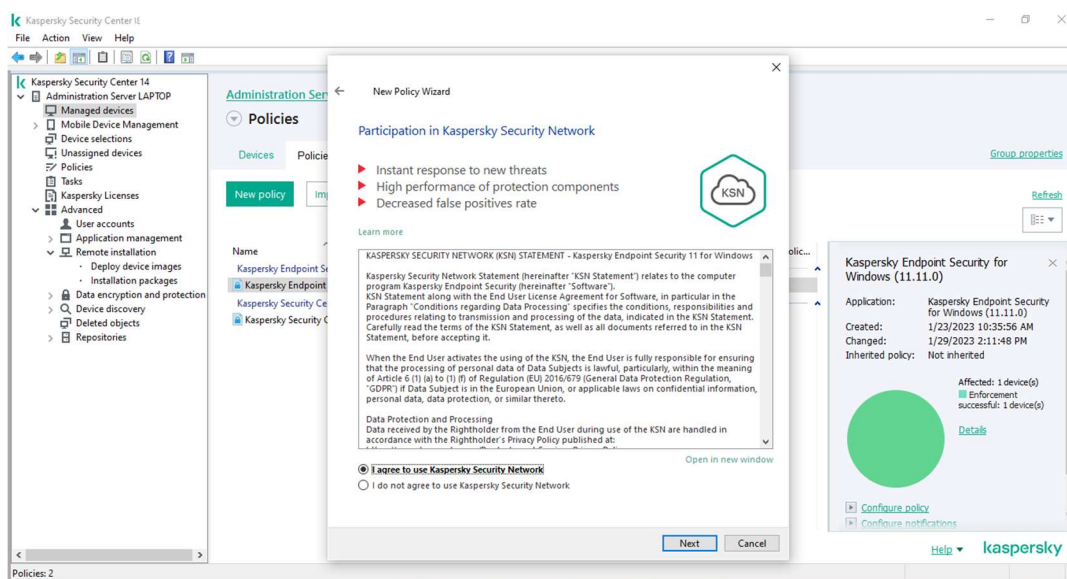 Kaspersky Security Center 14
File Action View Help
Kaspersky Security Center 14
Administration Server LAPTOP
Managed devices
Mobile Device Management
Device selections
Unassigned devices
Policies
Tasks
Kaspersky Licenses
Advanced
User accounts
Application management
Remote installation
Deploy device images
Installation packages
Data encryption and protection
Device discovery
Deleted objects
Repositories
Policies: 2
Administration Ser
Policies
Devices Policie
Group properties
New policy Im
Refresh
Name
olic...
Kaspersky Endpoint Se
Kaspersky Endpoint
Kaspersky Security Ce
Kaspersky Security C
New Policy Wizard
Participation in Kaspersky Security Network
Instant response to new threats
High performance of protection components
Decreased false positives rate
KSN
Learn more
KASPERSKY SECURITY NETWORK (KSN) STATEMENT - Kaspersky Endpoint Security 11 for Windows
Kaspersky Security Network Statement (hereinafter "KSN Statement") relates to the computer
program Kaspersky Endpoint Security (hereinafter "Software").
KSN Statement along with the End User License Agreement for Software, in particular in the
Paragraph "Conditions regarding Data Processing" specifies the conditions, responsibilities and
procedures relating to transmission and processing of the data, indicated in the KSN Statement.
Carefully read the terms of the KSN Statement, as well as all documents referred to in the KSN
Statement, before accepting it.
When the End User activates the using of the KSN, the End User is fully responsible for ensuring
that the processing of personal data of Data Subjects is lawful, particularly, within the meaning
of Article 6 (1) (a) to (1) (f) of Regulation (EU) 2016/679 (General Data Protection Regulation,
"GDPR") if Data Subject is in the European Union, or applicable laws on confidential information,
personal data, data protection, or similar thereto.
Data Protection and Processing
Data received by the Rightholder from the End User during use of the KSN are handled in
accordance with the Rightholder's Privacy Policy published at:
Open in new window
I agree to use Kaspersky Security Network
I do not agree to use Kaspersky Security Network
Next Cancel
Kaspersky Endpoint Security for
Windows (11.11.0)
Application: Kaspersky Endpoint Security
for Windows (11.11.0)
Created: 1/23/2023 10:35:56 AM
Changed: 1/29/2023 2:11:48 PM
Inherited policy: Not inherited
Affected: 1 device(s)
Enforcement
successful: 1 device(s)
Details
Configure policy
Configure notifications
Help kaspersky